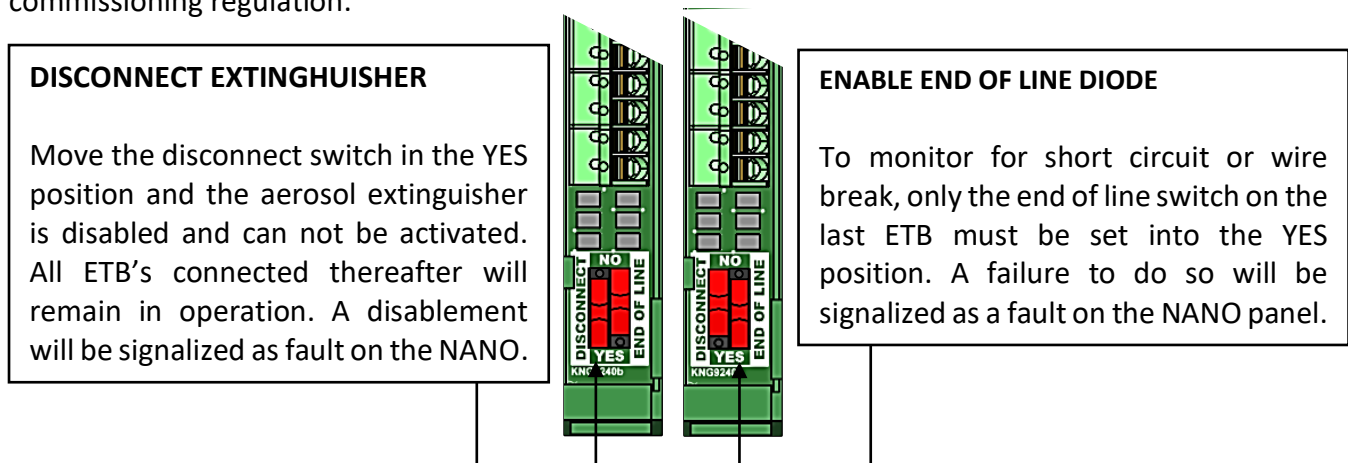 commissioning regulation.
DISCONNECT EXTINGHUISHER
Move the disconnect switch in the YES
position and the aerosol extinguisher
is disabled and can not be activated.
All ETB’s connected thereafter will
remain in operation. A disablement
will be signalized as fault on the NANO.
NO
DISCONNECT
END OF LINE
YES
NO
DISCONNECT
END OF LINE
YES
ENABLE END OF LINE DIODE
To monitor for short circuit or wire
break, only the end of line switch on the
last ETB must be set into the YES
position. A failure to do so will be
signalized as a fault on the NANO panel.